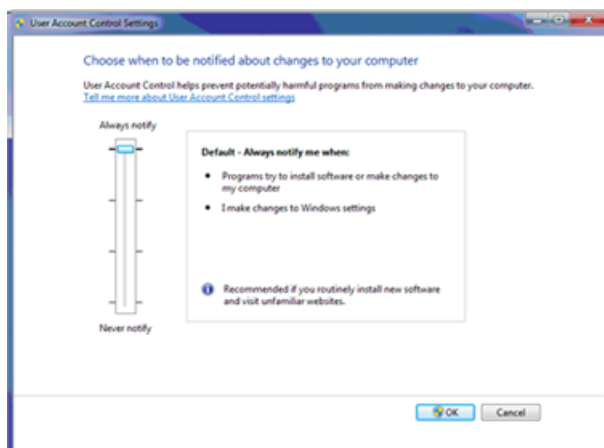 User Account Control Settings
Choose when to be notified about changes to your computer
User Account Control helps prevent potentially harmful programs from making changes to your computer.
Tell me more about User Account Control settings
Always notify
Default - Always notify me when:
• Programs try to install software or make changes to
my computer
• I make changes to Windows settings
Recommended if you routinely install new software
and visit unfamiliar websites.
Never notify
OK
Cancel